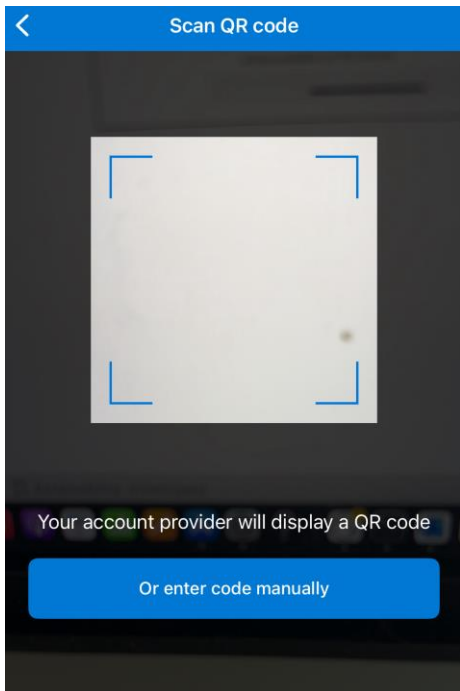 Scan QR code
Your account provider will display a QR code
Or enter code manually